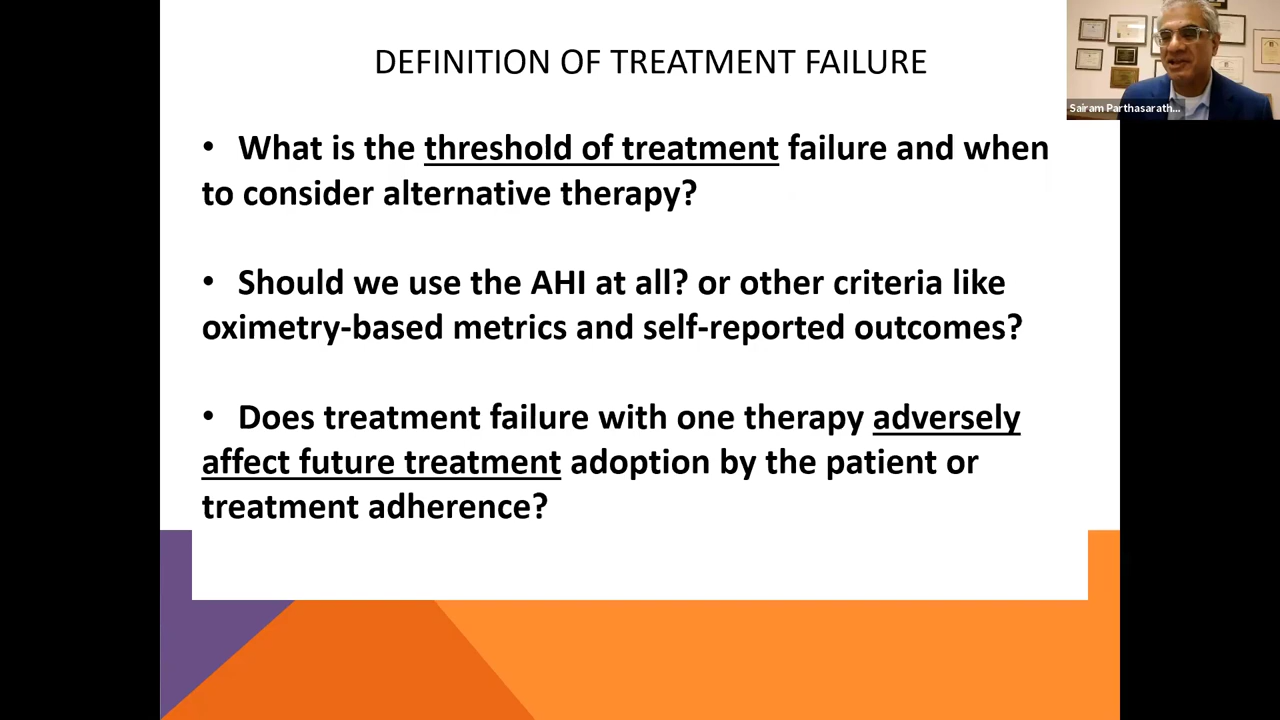 DEFINITION OF TREATMENT FAILURE
Sairam Parthasarath...
• What is the threshold of treatment failure and when
to consider alternative therapy?
• Should we use the AHI at all? or other criteria like
oximetry-based metrics and self-reported outcomes?
• Does treatment failure with one therapy adversely
affect future treatment adoption by the patient or
treatment adherence?